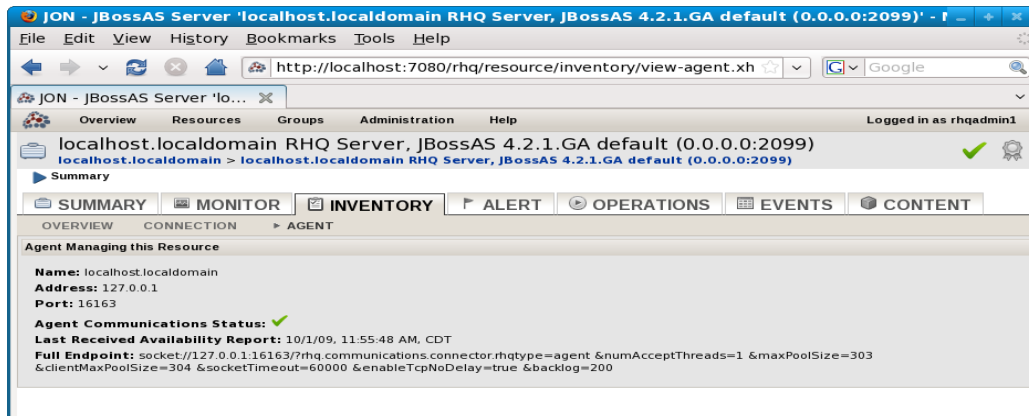 JON - JBossAS Server 'localhost.localdomain RHQ Server, JBossAS 4.2.1.GA default (0.0.0.0:2099)' -
File Edit View History Bookmarks Tools Help
http://localhost:7080/rhq/resource/inventory/view-agent.xh G Google
JON - JBossAS Server 'lo...
Overview Resources Groups Administration Help Logged in as rhqadmin1
localhost.localdomain RHQ Server, JBossAS 4.2.1.GA default (0.0.0.0:2099)
localhost.localdomain > localhost.localdomain RHQ Server, JBossAS 4.2.1.GA default (0.0.0.0:2099)
Summary
SUMMARY MONITOR INVENTORY ALERT OPERATIONS EVENTS CONTENT
OVERVIEW CONNECTION AGENT
Agent Managing this Resource
Name: localhost.localdomain
Address: 127.0.0.1
Port: 16163
Agent Communications Status:
Last Received Availability Report: 10/1/09, 11:55:48 AM, CDT
Full Endpoint: socket://127.0.0.1:16163/?rhq.communications.connector.rhqtype=agent &numAcceptThreads=1 &maxPoolSize=303
&clientMaxPoolSize=304 &socketTimeout=60000 &enableTcpNoDelay=true &backlog=200